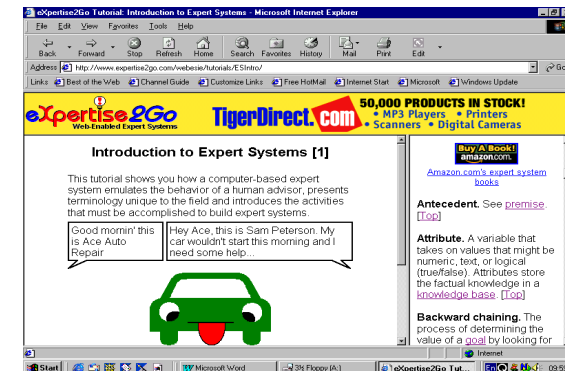 eXpertise2Go Tutorial: Introduction to Expert Systems - Microsoft Internet Explorer
File Edit View Favorites Tools Help
Back Forward Stop Refresh Home Search Favorites History Mail Print Edit
Address http://www.expertise2go.com/webesie/tutorials/ESIntro/ Go
Links Best of the Web Channel Guide Customize Links Free HotMail Internet Start Microsoft Windows Update
eXpertise2Go
Web-Enabled Expert Systems
TigerDirect.com
50,000 PRODUCTS IN STOCK!
• MP3 Players • Printers
• Scanners • Digital Cameras
Introduction to Expert Systems [1]
This tutorial shows you how a computer-based expert
system emulates the behavior of a human advisor, presents
terminology unique to the field and introduces the activities
that must be accomplished to build expert systems.
Good mornin' this
is Ace Auto
Repair
Hey Ace, this is Sam Peterson. My
car wouldn't start this morning and I
need some help...
Buy A Book!
amazon.com
Amazon.com's expert system
books
Antecedent. See premise.
[Top]
Attribute. A variable that
takes on values that might be
numeric, text, or logical
(true/false). Attributes store
the factual knowledge in a
knowledge base. [Top]
Backward chaining. The
process of determining the
value of a goal by looking for
Internet
Start Microsoft Word 3½ Floppy (A:) eXpertise2Go Tut... En 09:5